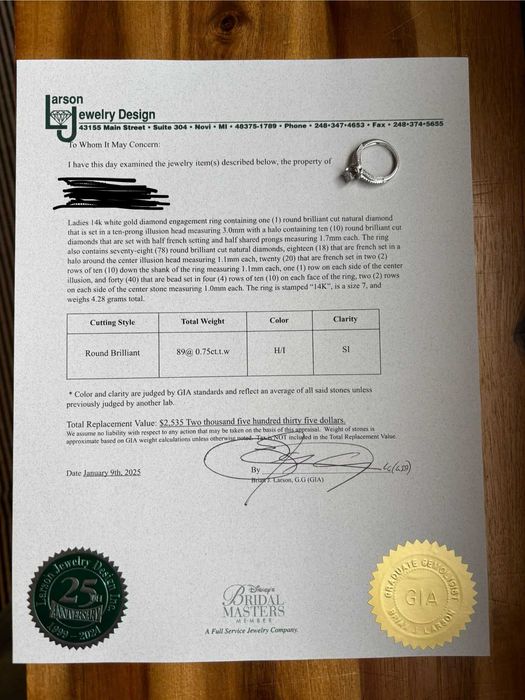 Larson
Jewelry Design
43155 Main Street • Suite 304 • Novi • MI • 48375-1789 • Phone • 248-347-4653 • Fax • 248-374-5655
To Whom It May Concern:
I have this day examined the jewelry item(s) described below, the property of
Ladies 14k white gold diamond engagement ring containing one (1) round brilliant cut natural diamond
that is set in a ten-prong illusion head measuring 3.0mm with a halo containing ten (10) round brilliant cut
diamonds that are set with half french setting and half shared prongs measuring 1.7mm each. The ring
also contains seventy-eight (78) round brilliant cut natural diamonds, eighteen (18) that are french set in a
halo around the center illusion head measuring 1.1mm each, twenty (20) that are french set in two (2)
rows of ten (10) down the shank of the ring measuring 1.1mm each, one (1) row on each side of the center
illusion, and forty (40) that are bead set in four (4) rows of ten (10) on each face of the ring, two (2) rows
on each side of the center stone measuring 1.0mm each. The ring is stamped "14K", is a size 7, and
weighs 4.28 grams total.
Cutting Style Total Weight Color Clarity
Round Brilliant 89@ 0.75ct.t.w H/I SI
* Color and clarity are judged by GIA standards and reflect an average of all said stones unless
previously judged by another lab.
Total Replacement Value: $2,535 Two thousand five hundred thirty five dollars.
We assume no liability with respect to any action that may be taken on the basis of this appraisal. Weight of stones is
approximate based on GIA weight calculations unless otherwise noted. Tax is NOT included in the Total Replacement Value.
Date January 9th, 2025
By
Brian J. Larson, G.G (GIA)
Larson Jewelry Design Inc.
25th
ANNIVERSARY
1999 - 2024
Disney's
BRIDAL
MASTERS
MEMBER
A Full Service Jewelry Company
GRADUATE GEMOLOGIST
GIA
BRIAN J. LARSON